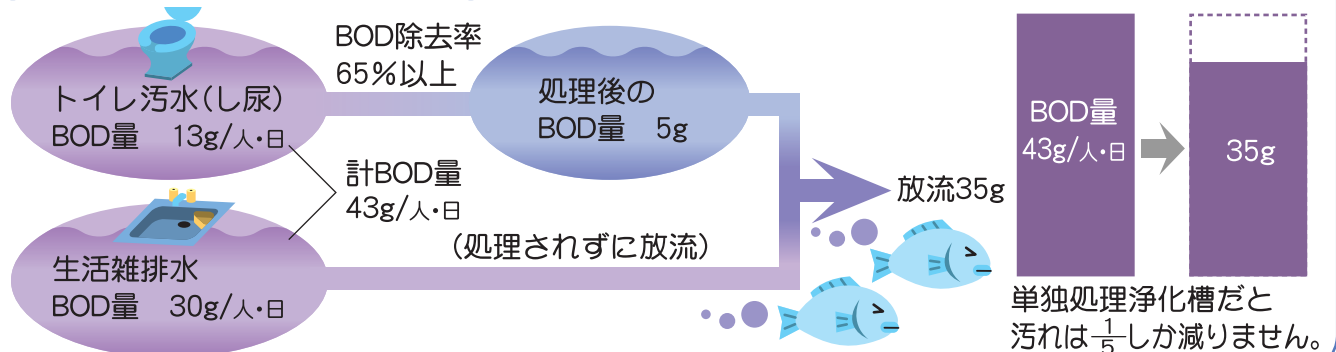 トイレ汚水(し尿)
BOD量　13g/人・日
BOD除去率
65%以上
処理後の
BOD量　5g
計BOD量
43g/人・日
生活雑排水
BOD量　30g/人・日
(処理されずに放流)
放流35g
BOD量
43g/人・日
35g
単独処理浄化槽だと
汚れは1/5しか減りません。